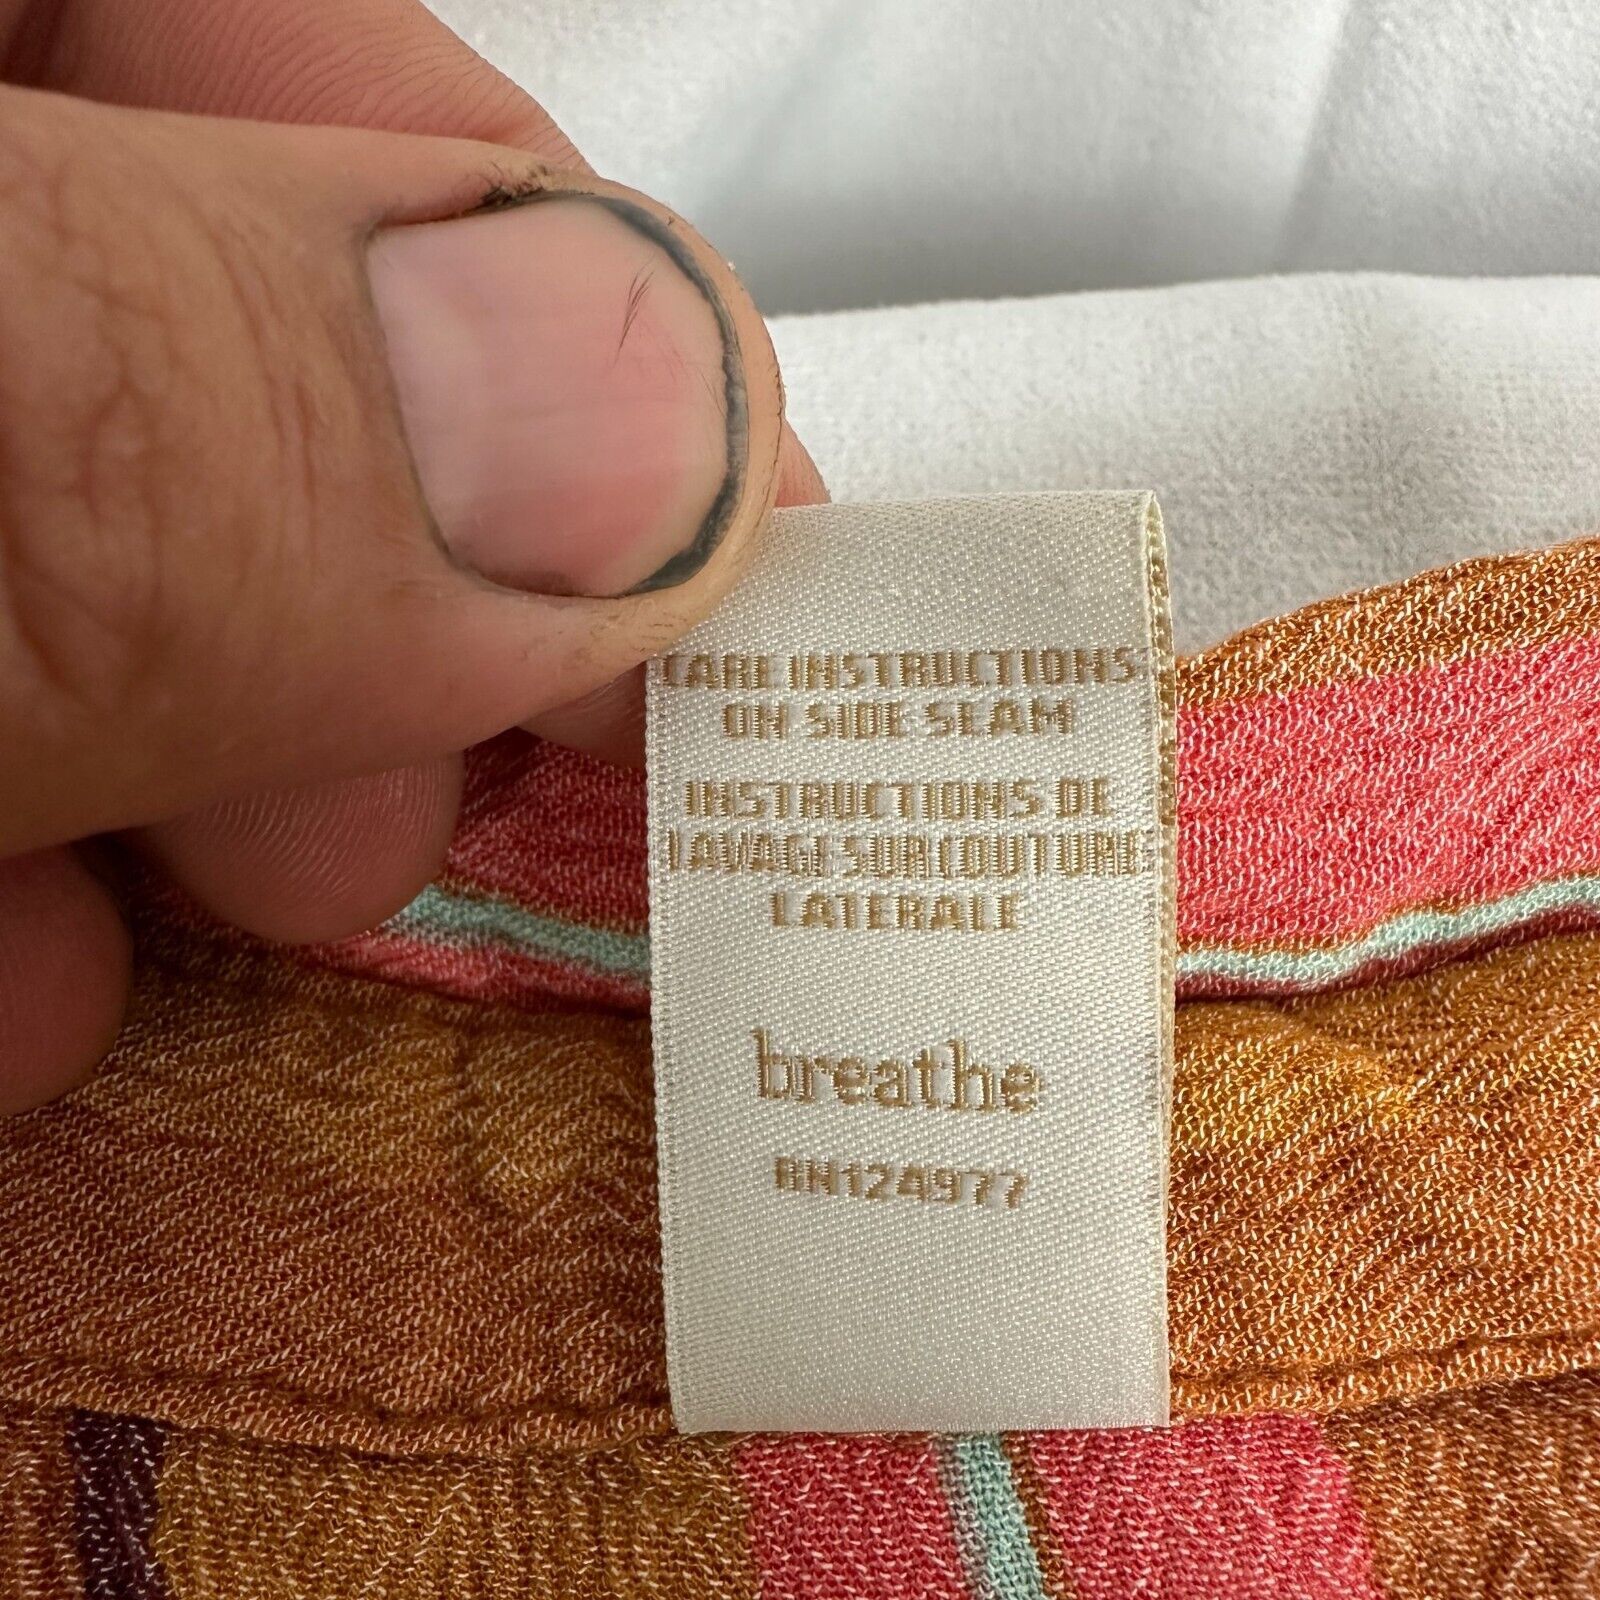 CARE INSTRUCTIONS
ON SIDE SEAM
INSTRUCTIONS DE
LAVAGE SUR COUTURE
LATERALE
breathe
RN124977